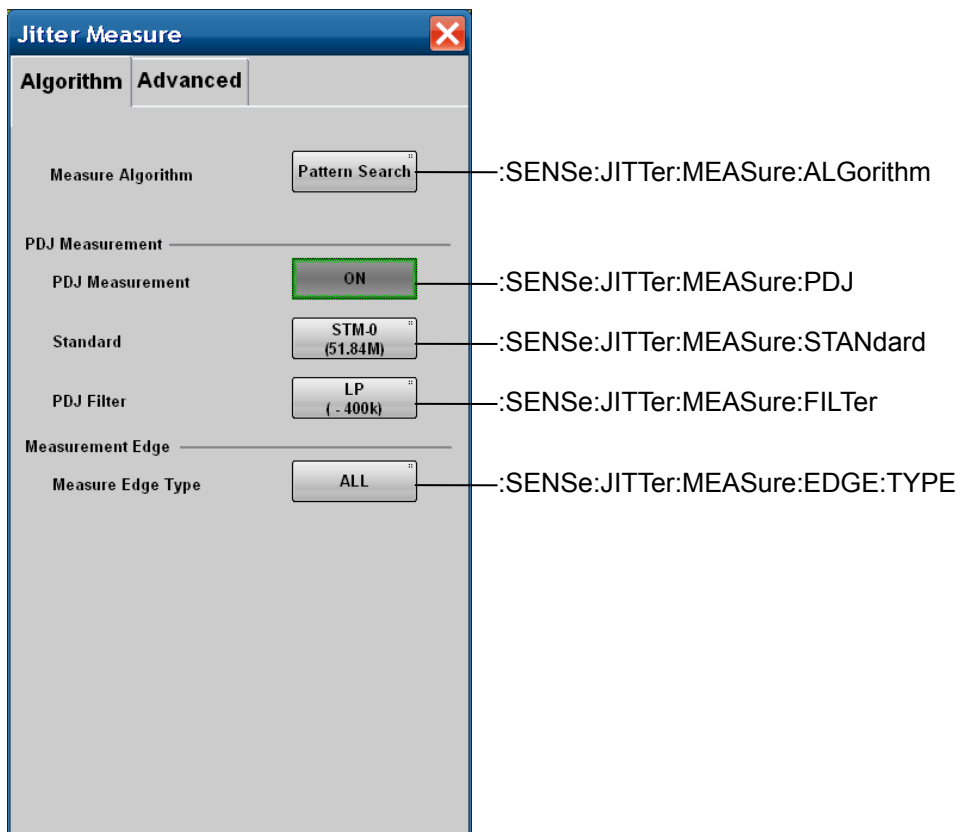 Jitter Measure
Algorithm Advanced
Measure Algorithm Pattern Search :SENSe:JITTer:MEASure:ALGorithm
PDJ Measurement
PDJ Measurement ON :SENSe:JITTer:MEASure:PDJ
Standard STM-0 (51.84M) :SENSe:JITTer:MEASure:STANdard
PDJ Filter LP ( - 400k) :SENSe:JITTer:MEASure:FILTer
Measurement Edge
Measure Edge Type ALL :SENSe:JITTer:MEASure:EDGE:TYPE